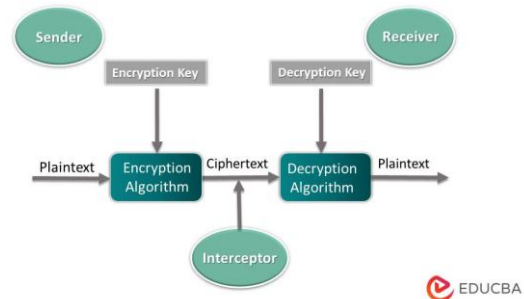 Sender
Receiver
Encryption Key
Decryption Key
Plaintext
Encryption
Algorithm
Ciphertext
Decryption
Algorithm
Plaintext
Interceptor
EDUCBA